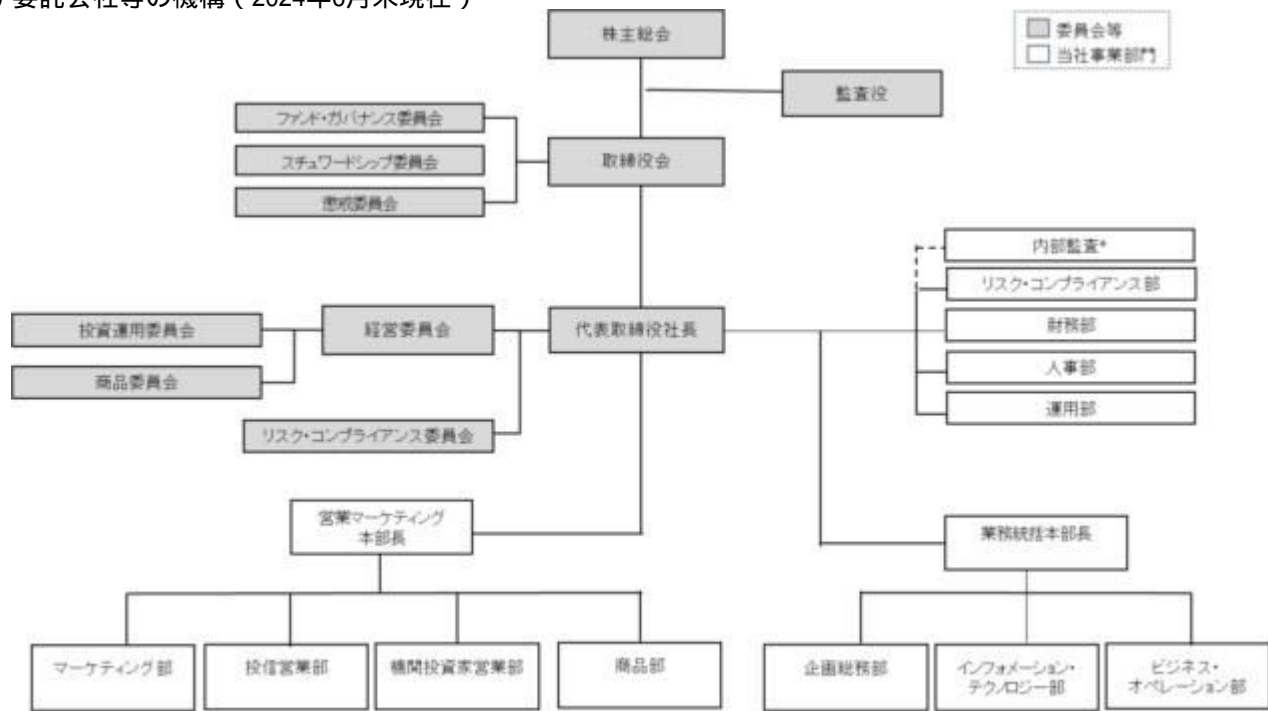 委託会社等の機構（2024年6月末現在）
株主総会
委員会等
当社事業部門
監査役
ファンド・ガバナンス委員会
スチュワードシップ委員会
懲戒委員会
取締役会
内部監査*
リスク・コンプライアンス部
財務部
人事部
運用部
投資運用委員会
商品委員会
経営委員会
代表取締役社長
リスク・コンプライアンス委員会
営業マーケティング
本部長
業務統括本部長
マーケティング部
投信営業部
機関投資家営業部
商品部
企画総務部
インフォメーション・
テクノロジー部
ビジネス・
オペレーション部